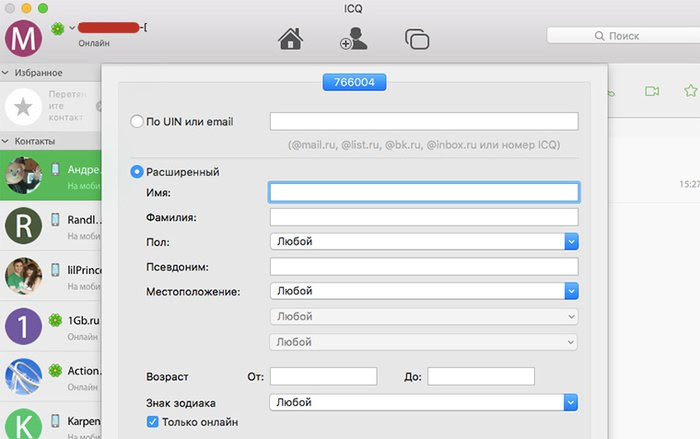 ICQ
M
-[
Онлайн
Поиск
Избранное
Перетян
ите
контакт
Контакты
766004
По UIN или email
(@mail.ru, @list.ru, @bk.ru, @inbox.ru или номер ICQ)
Расширенный
Имя:
Фамилия:
Пол:
Любой
Псевдоним:
Местоположение:
Любой
Любой
Любой
Возраст
От:
До:
Знак зодиака
Любой
Только онлайн
Андре...
На моби
R
Randl...
На моби
lilPrinc
На моби
1
1Gb.ru
Онлайн
Action.
Онлайн
K
Karpen
На моби
15:27